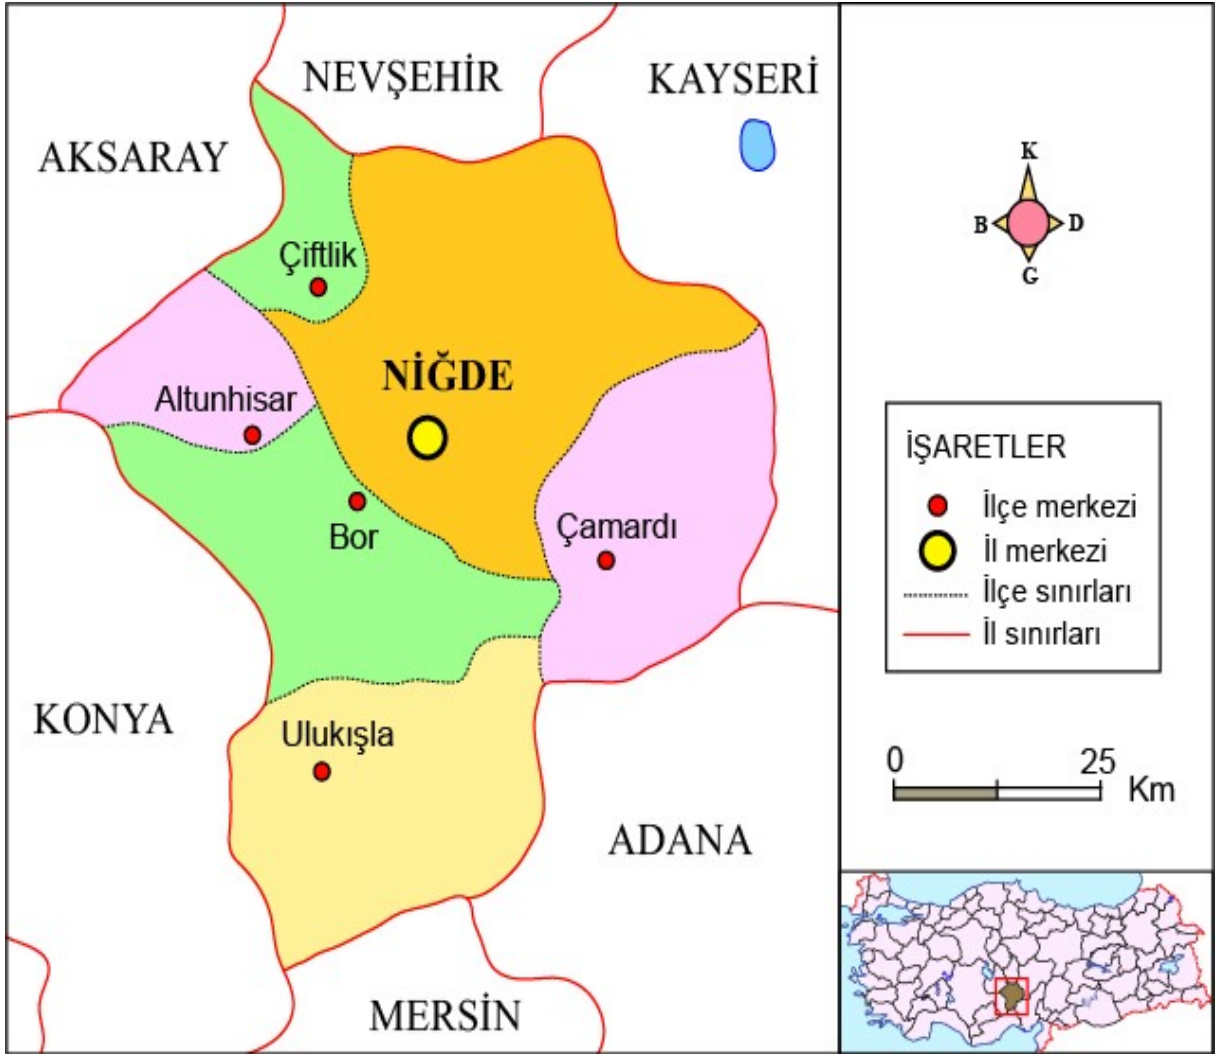 NEVŞEHİR
KAYSERİ
AKSARAY
Çiftlik
NİĞDE
Altunhisar
Bor
Çamardı
KONYA
Ulukışla
ADANA
MERSİN
K
B D
G
İŞARETLER
İlçe merkezi
İl merkezi
İlçe sınırları
İl sınırları
0 25
Km